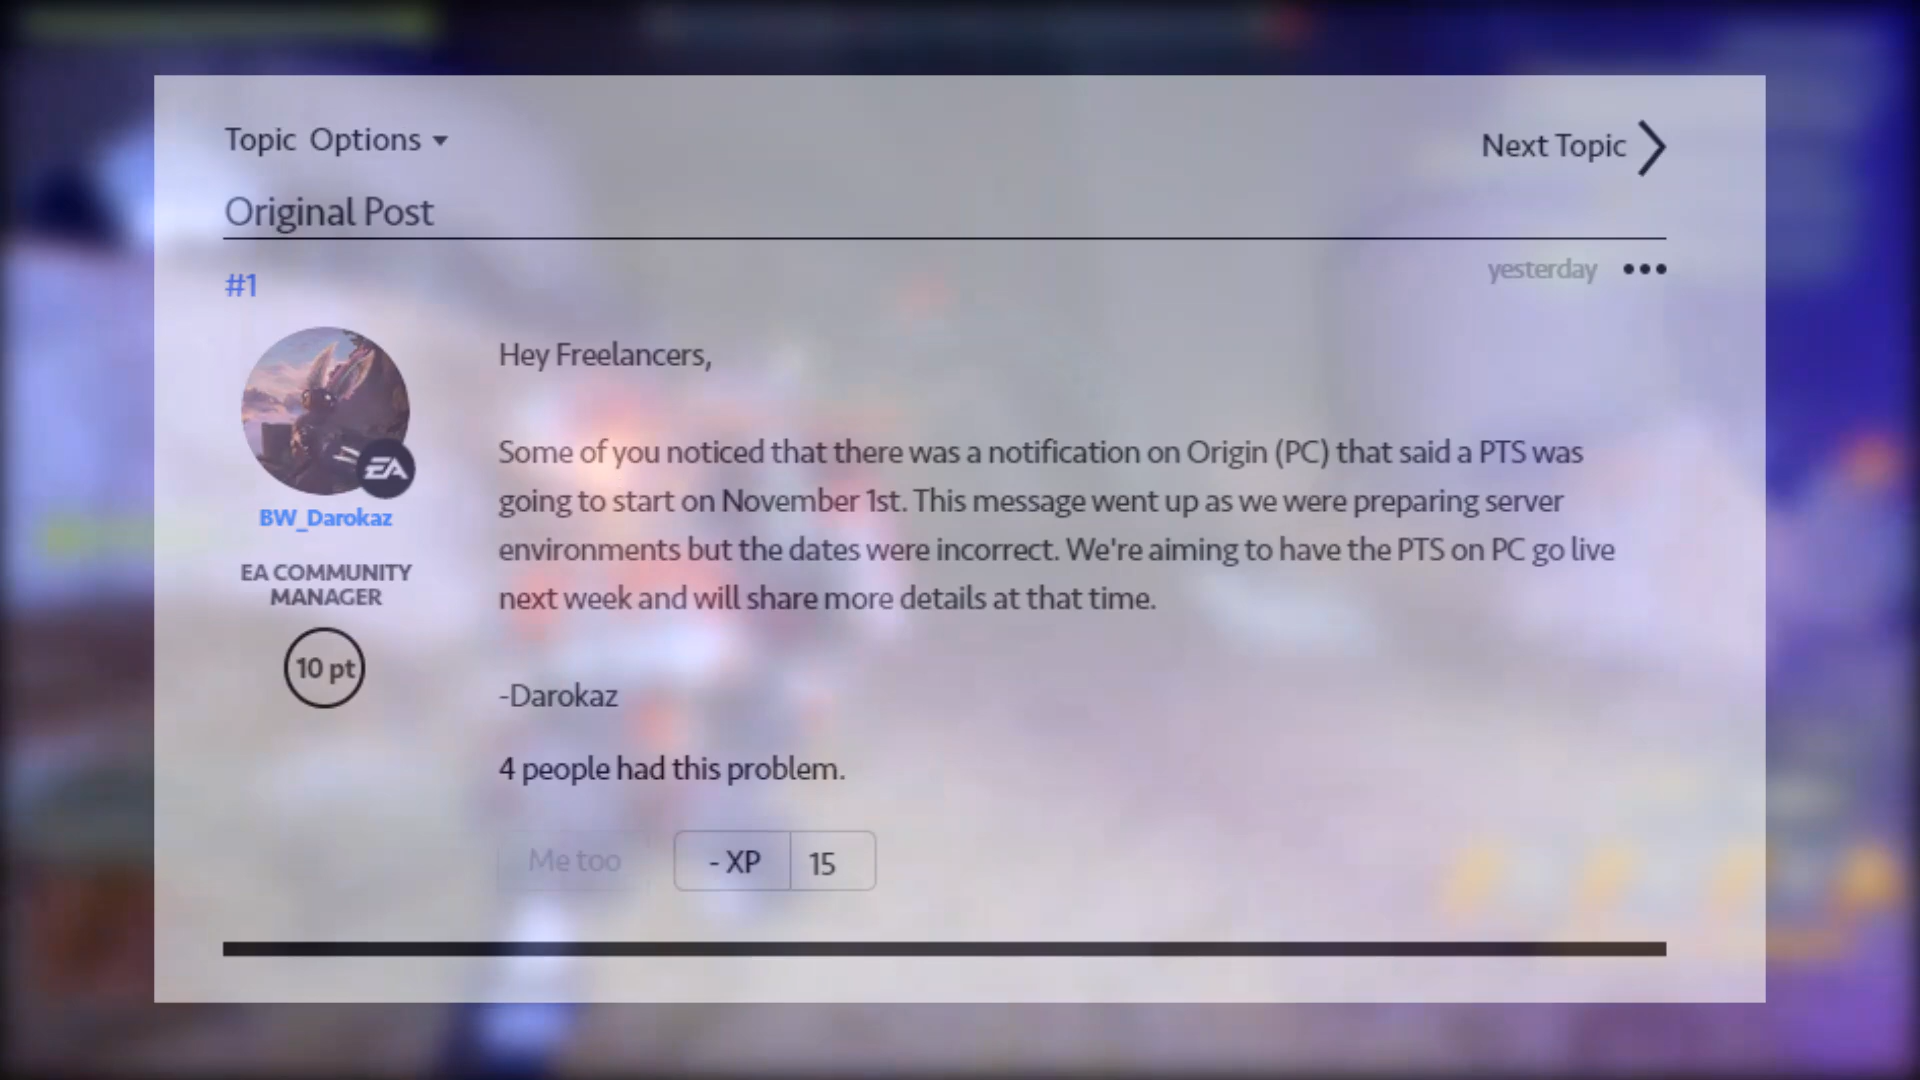 Topic Options
Next Topic
Original Post
#1
yesterday
EA
BW_Darokaz
EA COMMUNITY
MANAGER
10 pt
Hey Freelancers,
Some of you noticed that there was a notification on Origin (PC) that said a PTS was
going to start on November 1st. This message went up as we were preparing server
environments but the dates were incorrect. We're aiming to have the PTS on PC go live
next week and will share more details at that time.
-Darokaz
4 people had this problem.
Me too
- XP 15